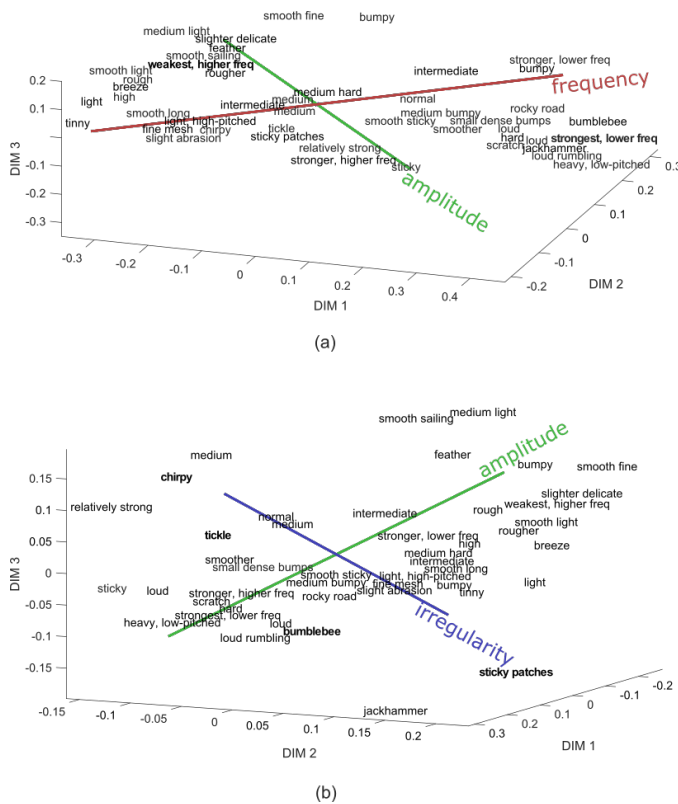 smooth fine
bumpy
medium light
slighter delicate
feather
smooth sailing
stronger, lower freq
weakest, higher freq
bumpy
smooth light
rougher
intermediate
rough
frequency
0.2
breeze
medium hard
high
light
medium
normal
0.1
intermediate
rocky road
smooth long
medium
medium bumpy
tinny
light, high-pitched
smooth sticky
small dense bumps
bumblebee
0
fine mesh
chirpy
tickle
smoother
loud
slight abrasion
sticky patches
hard
loud
strongest, lower freq
-0.1
relatively strong
scratch
jackhammer
stronger, higher freq
loud rumbling
sticky
heavy, low-pitched
DIM 3
-0.2
amplitude
0.3
-0.3
0.2
0.1
0
-0.3
-0.2
-0.1
-0.1
0
0.1
0.2
0.3
0.4
-0.2
DIM 2
DIM 1
(a)
medium light
smooth sailing
amplitude
medium
feather
bumpy
smooth fine
0.15
chirpy
slighter delicate
relatively strong
weakest, higher freq
0.1
intermediate
rough
normal
medium
smooth light
tickle
stronger, lower freq
rougher
0.05
high
breeze
medium hard
smoother
intermediate
DIM 3
0
small dense bumps
smooth long
smooth sticky
light, high-pitched
sticky
loud
medium bumpy
fine mesh
bumpy
light
stronger, higher freq
rocky road
slight abrasion
tinny
-0.05
scratch
hard
strongest, lower freq
heavy, low-pitched
loud
irregularity
-0.1
bumblebee
loud rumbling
-0.15
sticky patches
jackhammer
-0.15
-0.1
-0.05
0
0.05
0.1
0.15
0.2
0.3
0.2
0.1
0
-0.1
-0.2
DIM 2
DIM 1
(b)